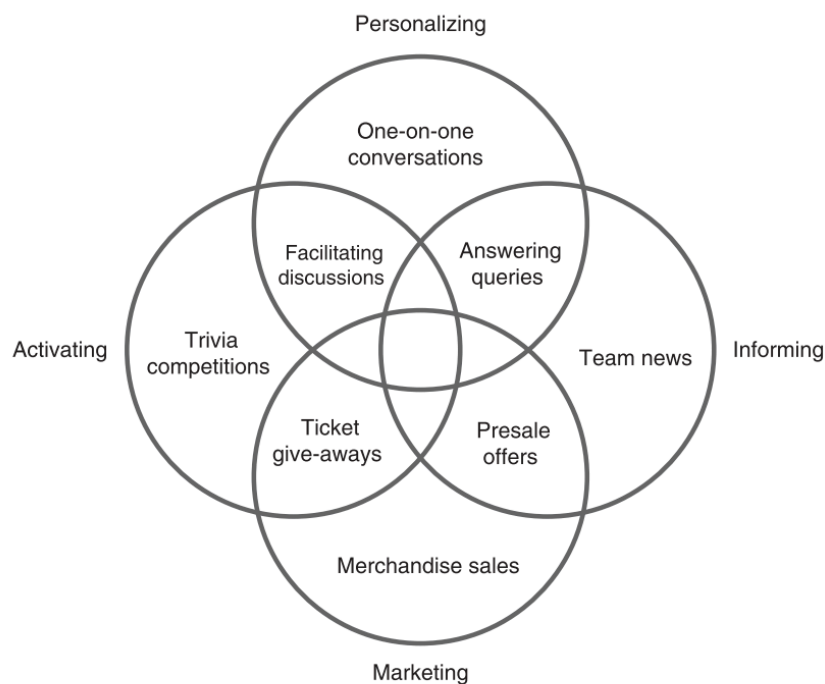 Personalizing
One-on-one
conversations
Facilitating
discussions
Answering
queries
Activating
Trivia
competitions
Team news
Informing
Ticket
give-aways
Presale
offers
Merchandise sales
Marketing